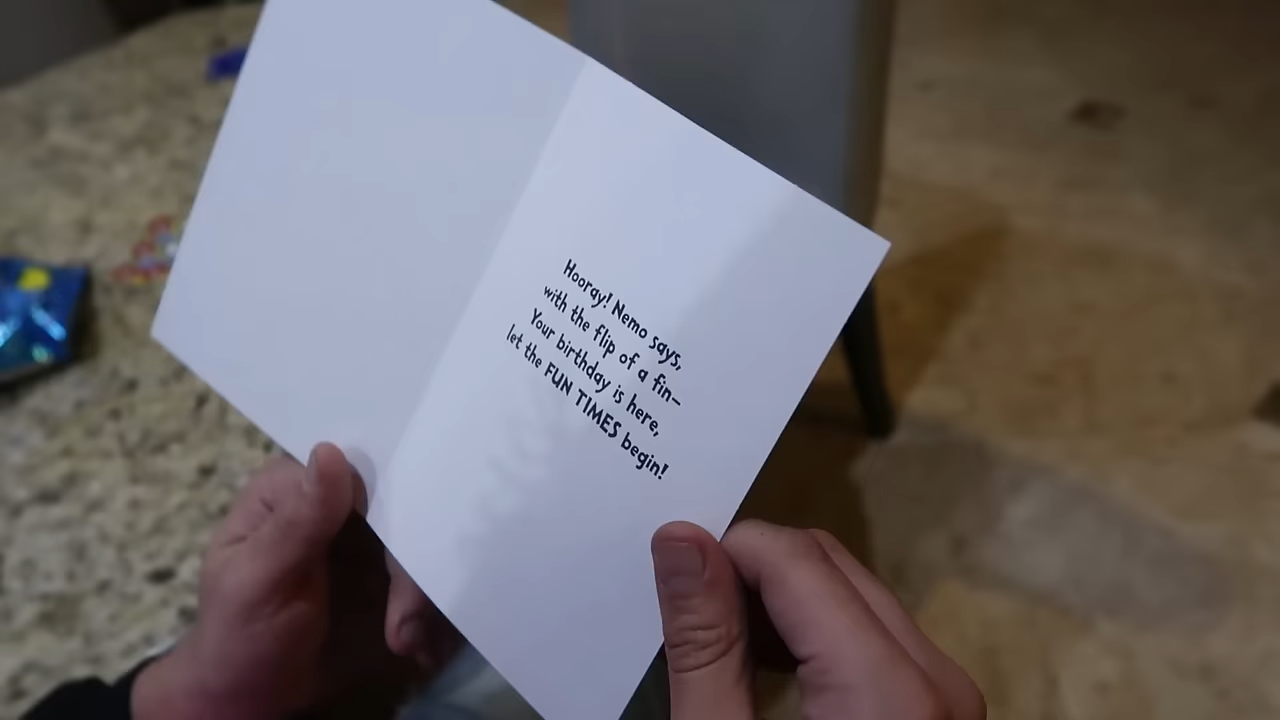 Hooray! Nemo says,
with the flip of a fin–
Your birthday is here,
let the FUN TIMES begin!